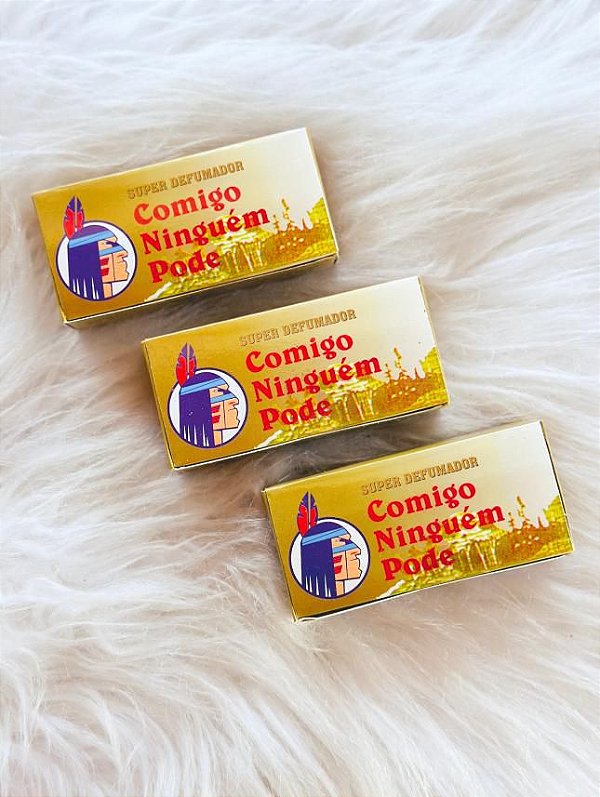 SUPER DEFUMADOR
Comigo
Ninguém
Pode
SUPER DEFUMADOR
Comigo
Ninguém
Pode
SUPER DEFUMADOR
Comigo
Ninguém
Pode